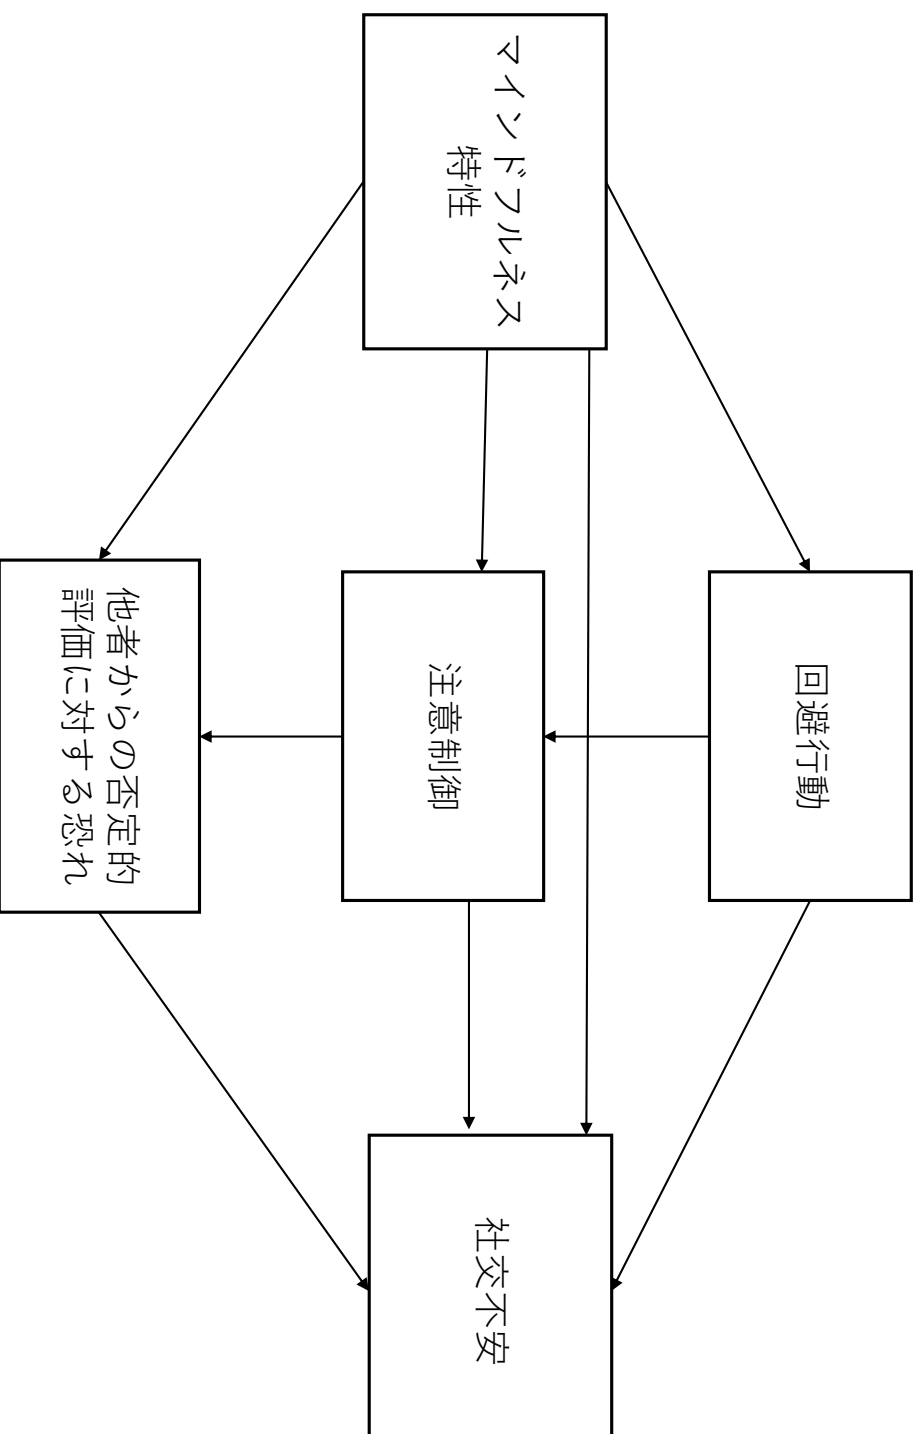 マインドフルネス
特性
回避行動
注意制御
他者からの否定的
評価に対する恐れ
社交不安